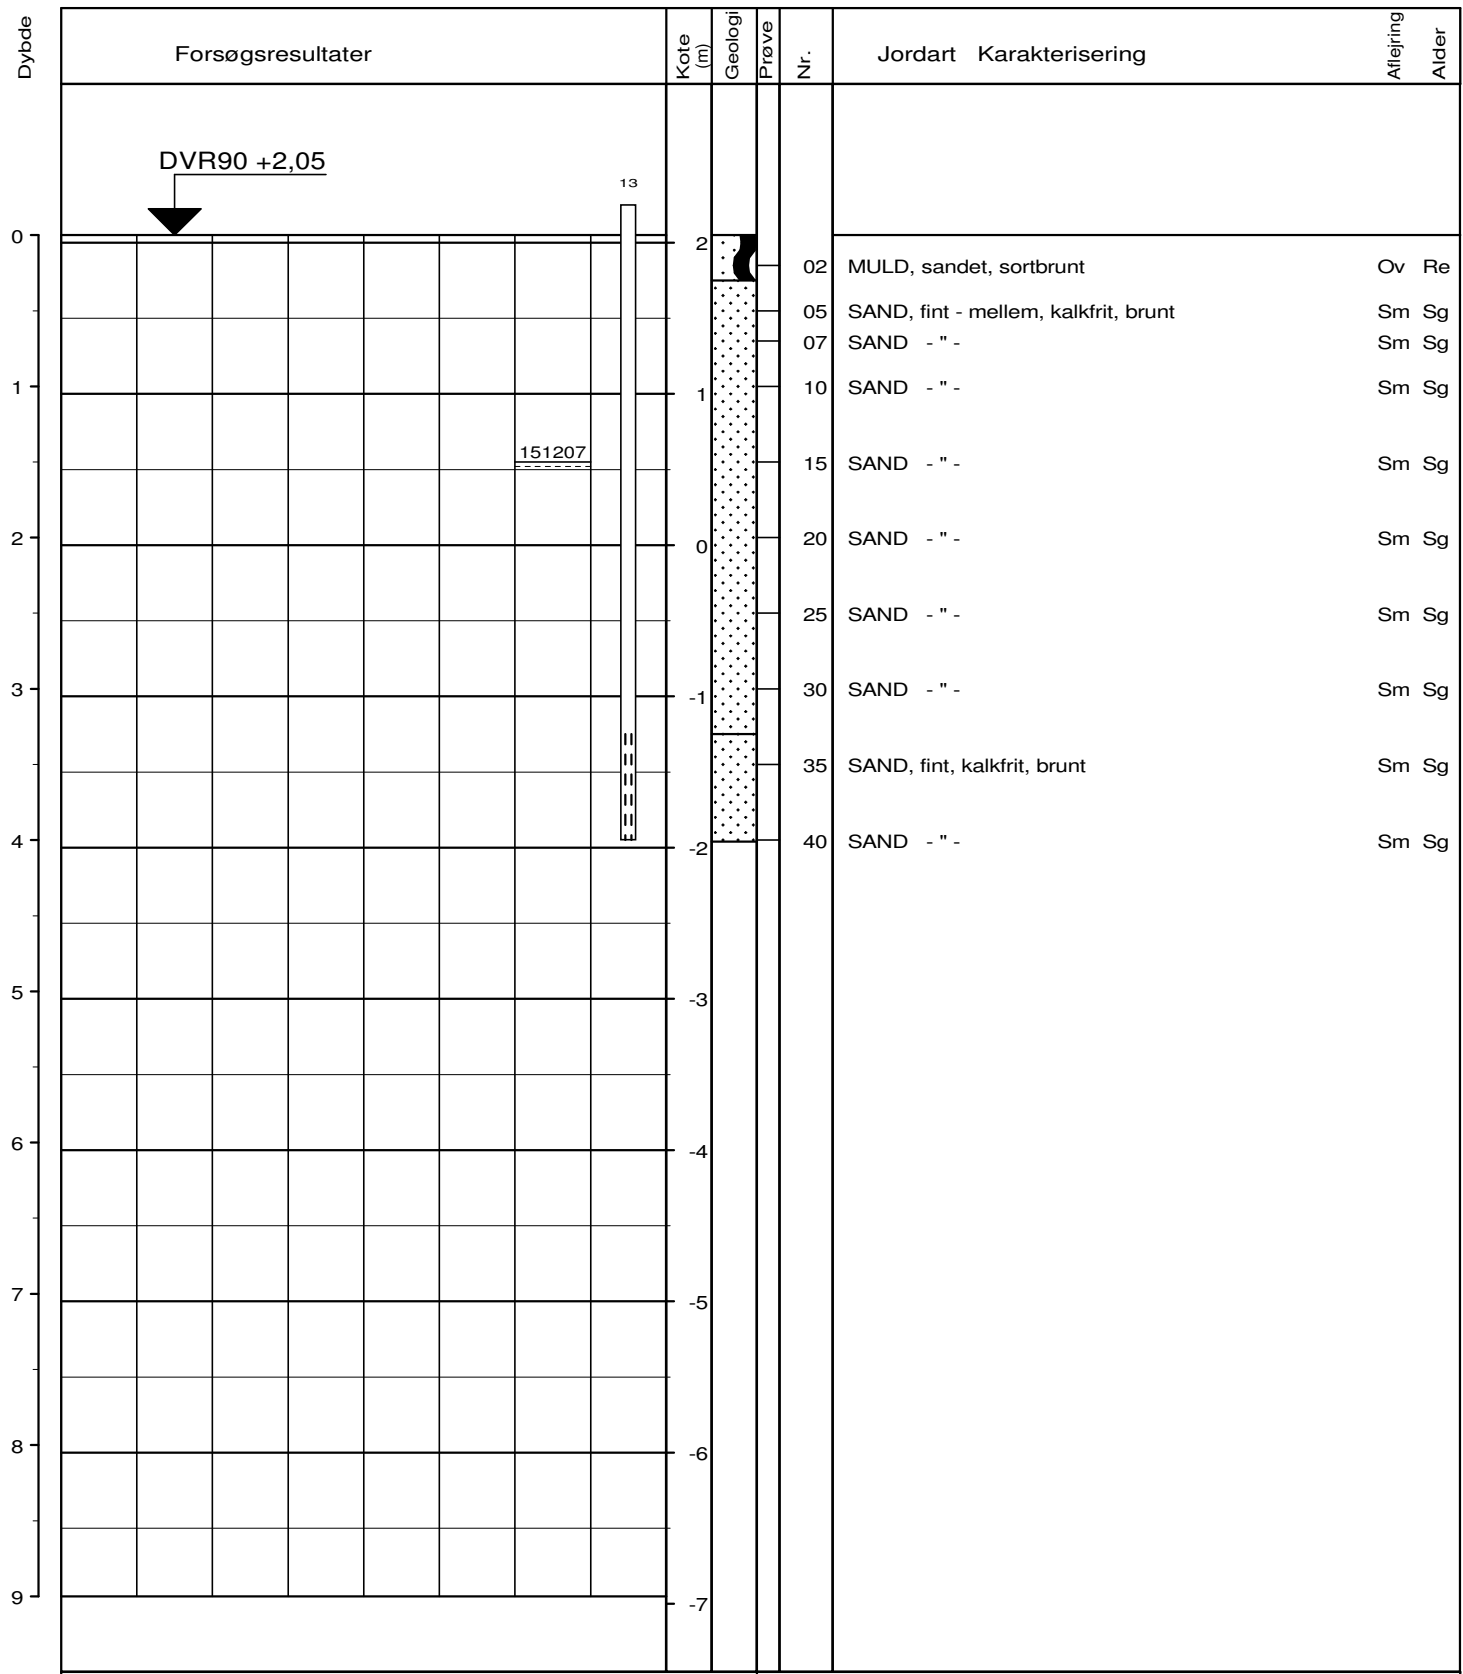 Dybde Forsøgsresultater Kote (m) Geologi Prøve Nr. Jordart Karakterisering Aflejring Alder
DVR90 +2,05
13
0
2
02 MULD, sandet, sortbrunt Ov Re
05 SAND, fint - mellem, kalkfrit, brunt Sm Sg
07 SAND - " - Sm Sg
1 10 SAND - " - Sm Sg
1
151207
15 SAND - " - Sm Sg
2 20 SAND - " - Sm Sg
0
25 SAND - " - Sm Sg
3 30 SAND - " - Sm Sg
-1
35 SAND, fint, kalkfrit, brunt Sm Sg
4 40 SAND - " - Sm Sg
-2
5
-3
6
-4
7
-5
8
-6
9
-7